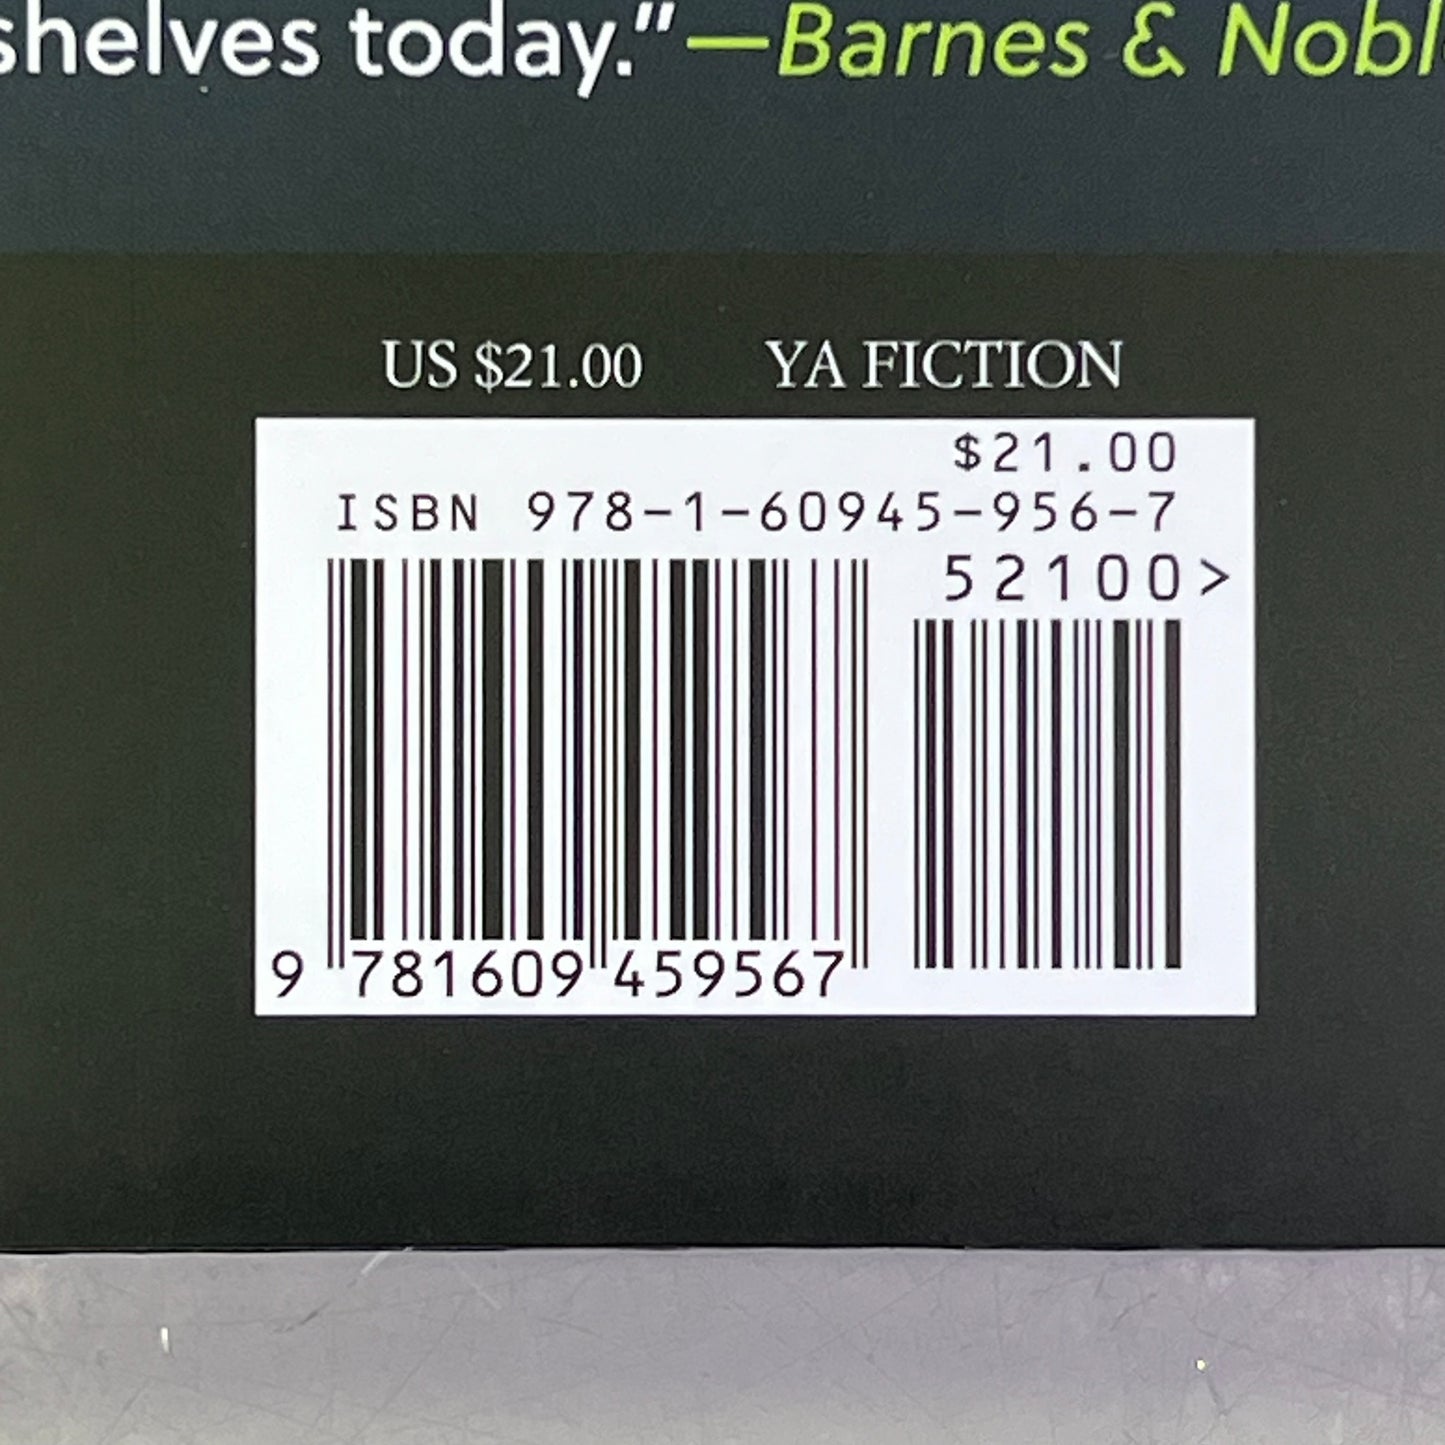 shelves today."—Barnes & Nobl
US $21.00 YA FICTION
$21.00
ISBN 978-1-60945-956-7
52100>
9 781609 459567